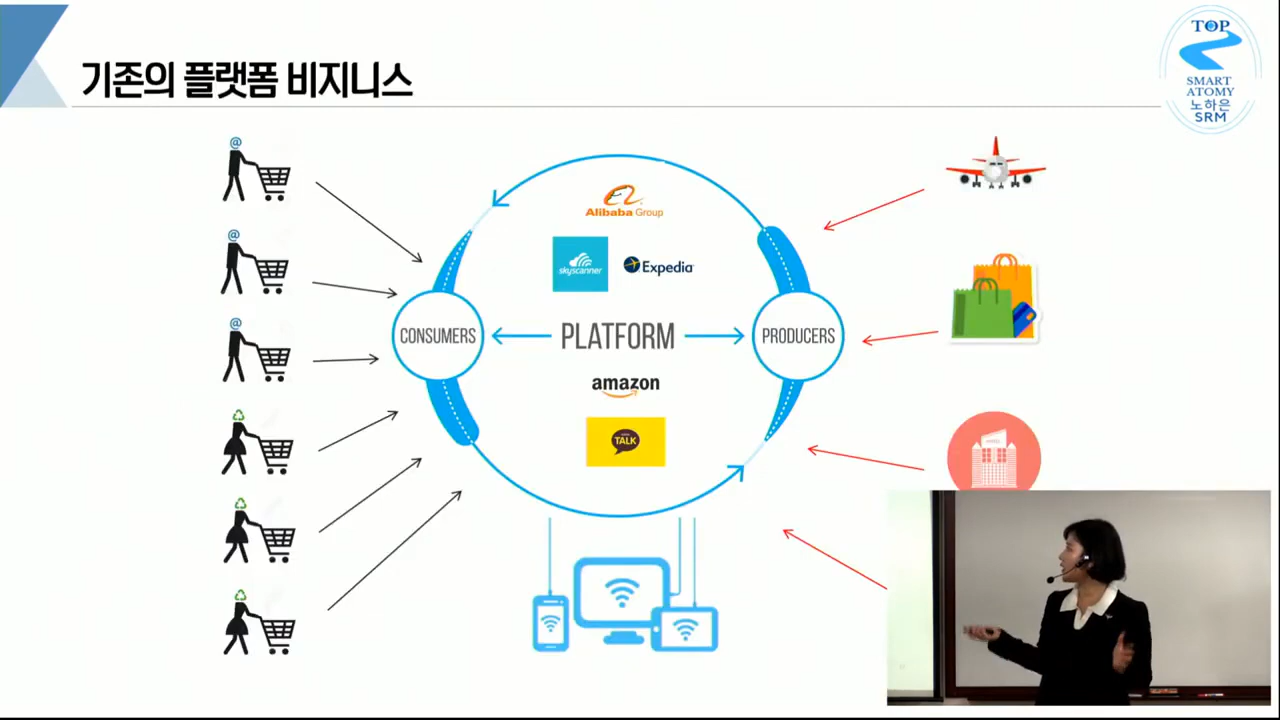 기존의 플랫폼 비지니스
TOP
SMART
ATOMY
노하은
SRM
@
@
@
Alibaba Group
skyscanner
Expedia
CONSUMERS
PLATFORM
PRODUCERS
amazon
TALK